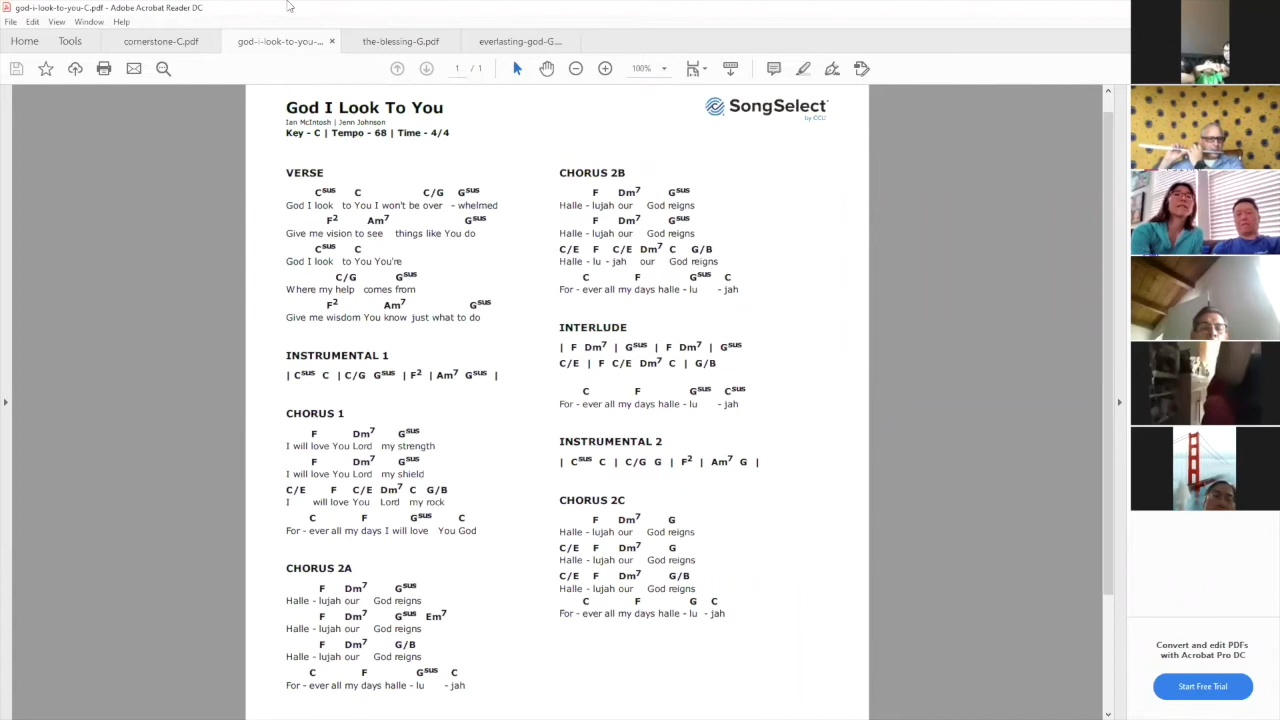 god-i-look-to-you-C.pdf - Adobe Acrobat Reader DC
File Edit View Window Help
Home Tools cornerstone-C.pdf god-i-look-to-you-... × the-blessing-G.pdf everlasting-god-G....
1 / 1 100%
God I Look To You
Ian McIntosh | Jenn Johnson
Key - C | Tempo - 68 | Time - 4/4
SongSelect
by CCLI
VERSE
Csus C C/G Gsus
God I look to You I won't be over - whelmed
F2 Am7 Gsus
Give me vision to see things like You do
Csus C
God I look to You You're
C/G Gsus
Where my help comes from
F2 Am7 Gsus
Give me wisdom You know just what to do
INSTRUMENTAL 1
| Csus C | C/G Gsus | F2 | Am7 Gsus |
CHORUS 1
F Dm7 Gsus
I will love You Lord my strength
F Dm7 Gsus
I will love You Lord my shield
C/E F C/E Dm7 C G/B
I will love You Lord my rock
C F Gsus C
For - ever all my days I will love You God
CHORUS 2A
F Dm7 Gsus
Halle - lujah our God reigns
F Dm7 Gsus Em7
Halle - lujah our God reigns
F Dm7 G/B
Halle - lujah our God reigns
C F Gsus C
For - ever all my days halle - lu - jah
CHORUS 2B
F Dm7 Gsus
Halle - lujah our God reigns
F Dm7 Gsus
Halle - lujah our God reigns
C/E F C/E Dm7 C G/B
Halle - lu - jah our God reigns
C F Gsus C
For - ever all my days halle - lu - jah
INTERLUDE
| F Dm7 | Gsus | F Dm7 | Gsus
C/E | F C/E Dm7 C | G/B
C F Gsus Csus
For - ever all my days halle - lu - jah
INSTRUMENTAL 2
| Csus C | C/G G | F2 | Am7 G |
CHORUS 2C
F Dm7 G
Halle - lujah our God reigns
C/E F Dm7 G
Halle - lujah our God reigns
C/E F Dm7 G/B
Halle - lujah our God reigns
C F G C
For - ever all my days halle - lu - jah
Convert and edit PDFs
with Acrobat Pro DC
Start Free Trial